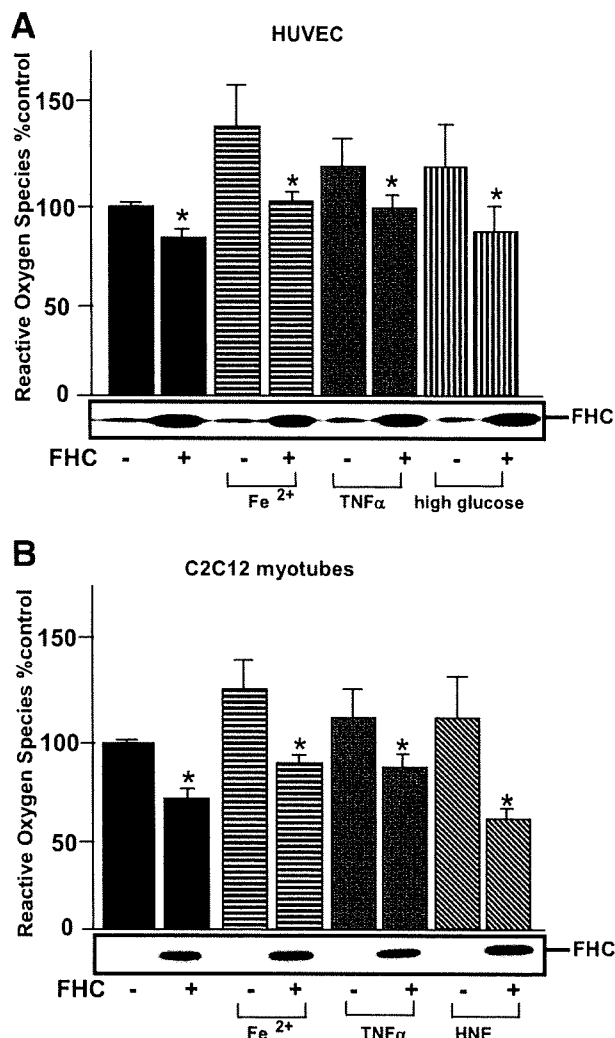 A
HUVEC
Reactive Oxygen Species %control
150
100
50
0
* * * *
FHC
FHC - + - + - + - +
Fe 2+ TNFα high glucose
B
C2C12 myotubes
Reactive Oxygen Species %control
150
100
50
0
* * * *
FHC
FHC - + - + - + - +
Fe 2+ TNFα HNE